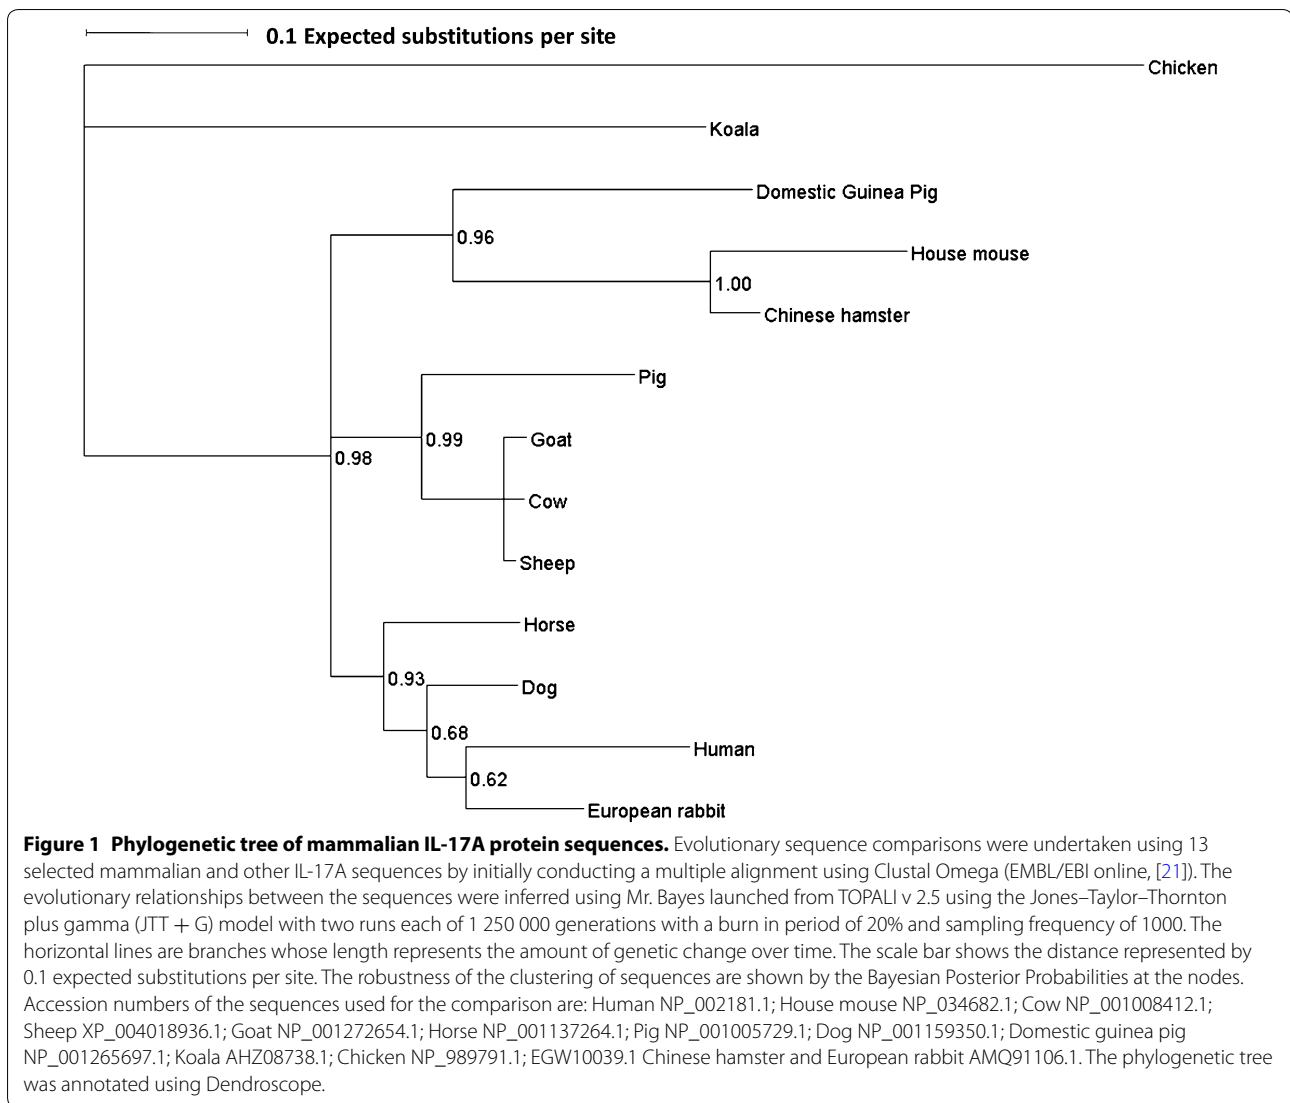 0.1 Expected substitutions per site
Chicken
Koala
Domestic Guinea Pig
0.96
House mouse
1.00
Chinese hamster
Pig
0.99
Goat
0.98
Cow
Sheep
Horse
0.93
Dog
0.68
Human
0.62
European rabbit
Figure 1 Phylogenetic tree of mammalian IL-17A protein sequences. Evolutionary sequence comparisons were undertaken using 13
selected mammalian and other IL-17A sequences by initially conducting a multiple alignment using Clustal Omega (EMBL/EBI online, [21]). The
evolutionary relationships between the sequences were inferred using Mr. Bayes launched from TOPALI v 2.5 using the Jones–Taylor–Thornton
plus gamma (JTT + G) model with two runs each of 1 250 000 generations with a burn in period of 20% and sampling frequency of 1000. The
horizontal lines are branches whose length represents the amount of genetic change over time. The scale bar shows the distance represented by
0.1 expected substitutions per site. The robustness of the clustering of sequences are shown by the Bayesian Posterior Probabilities at the nodes.
Accession numbers of the sequences used for the comparison are: Human NP_002181.1; House mouse NP_034682.1; Cow NP_001008412.1;
Sheep XP_004018936.1; Goat NP_001272654.1; Horse NP_001137264.1; Pig NP_001005729.1; Dog NP_001159350.1; Domestic guinea pig
NP_001265697.1; Koala AHZ08738.1; Chicken NP_989791.1; EGW10039.1 Chinese hamster and European rabbit AMQ91106.1. The phylogenetic tree
was annotated using Dendroscope.